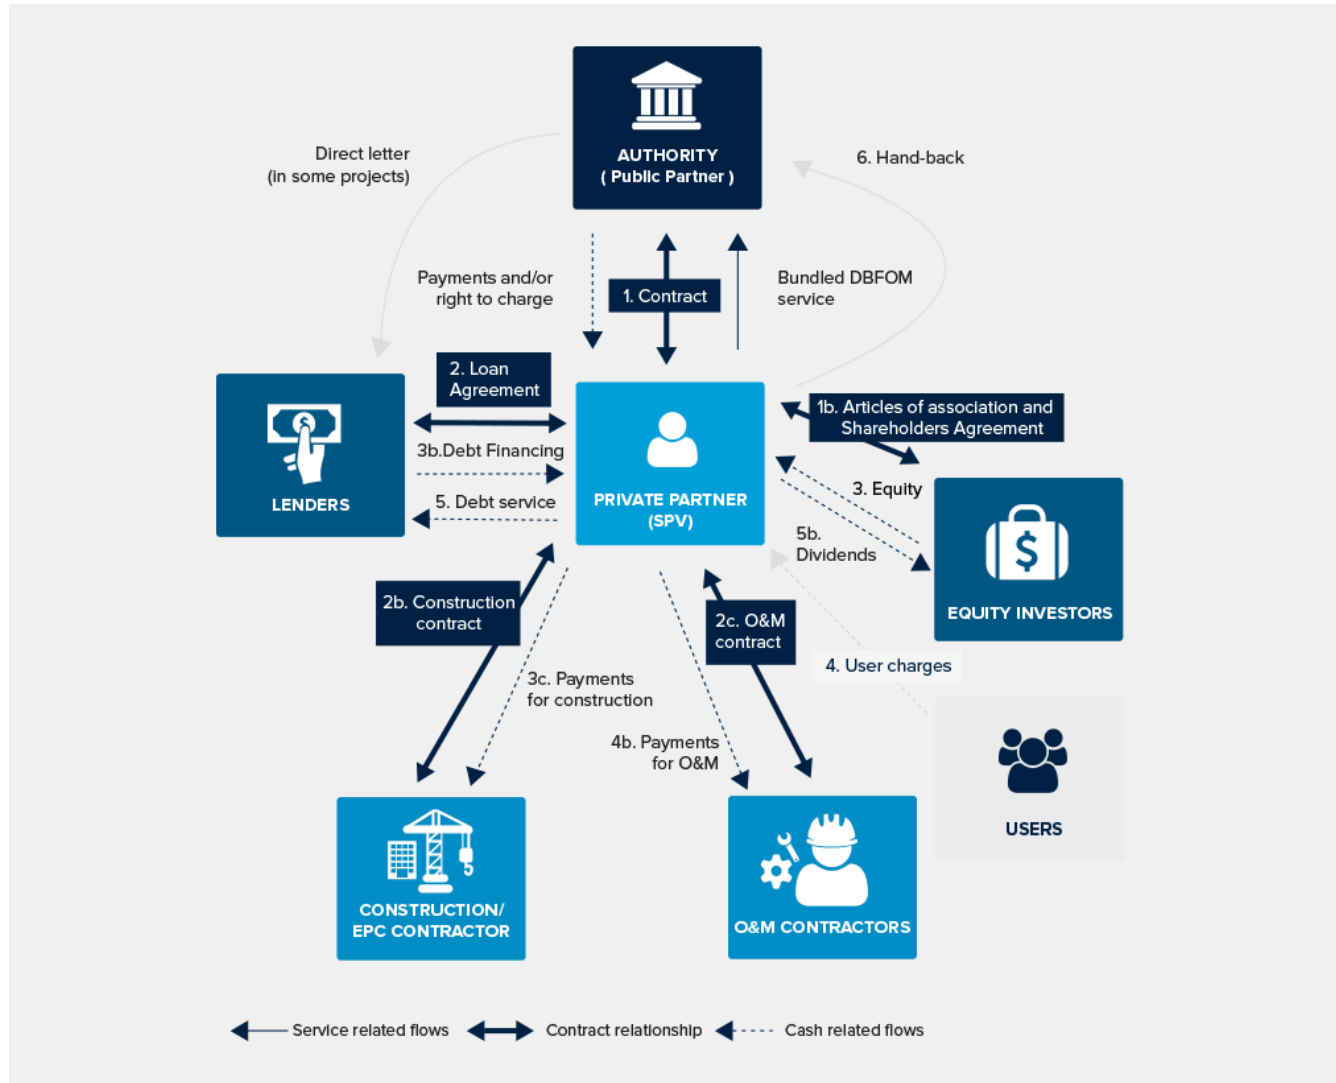 AUTHORITY
( Public Partner )
Direct letter
(in some projects)
6. Hand-back
Payments and/or
right to charge
1. Contract
Bundled DBFOM
service
2. Loan
Agreement
1b. Articles of association and
Shareholders Agreement
3b.Debt Financing
LENDERS
5. Debt service
PRIVATE PARTNER
(SPV)
3. Equity
5b.
Dividends
EQUITY INVESTORS
2b. Construction
contract
2c. O&M
contract
4. User charges
3c. Payments
for construction
4b. Payments
for O&M
USERS
CONSTRUCTION/
EPC CONTRACTOR
O&M CONTRACTORS
Service related flows
Contract relationship
Cash related flows